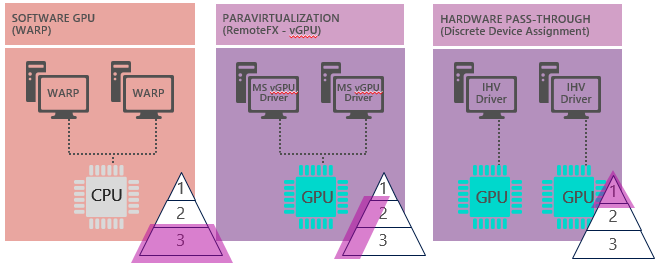 SOFTWARE GPU
(WARP)
WARP
WARP
CPU
1
2
3
PARAVIRTUALIZATION
(RemoteFX - vGPU)
MS vGPU
Driver
MS vGPU
Driver
GPU
1
2
3
HARDWARE PASS-THROUGH
(Discrete Device Assignment)
IHV
Driver
IHV
Driver
GPU
GPU
1
2
3